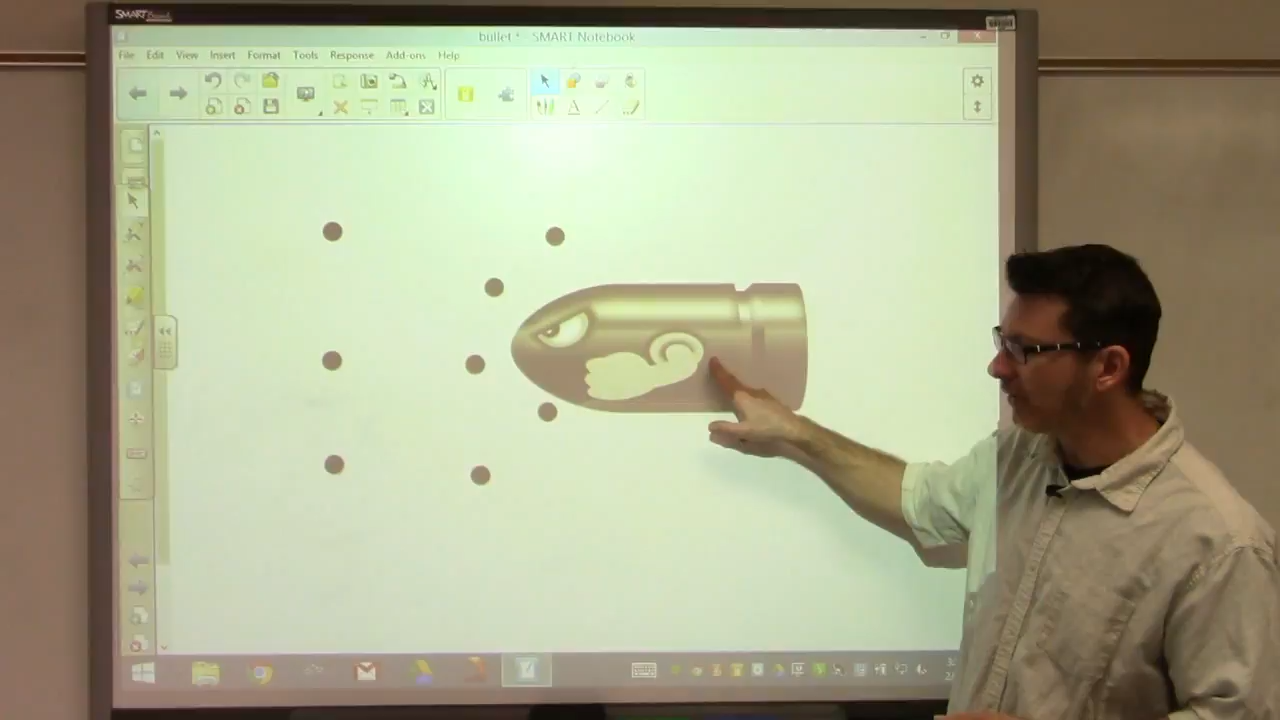 SMART Board
bullet * - SMART Notebook
File Edit View Insert Format Tools Response Add-ons Help